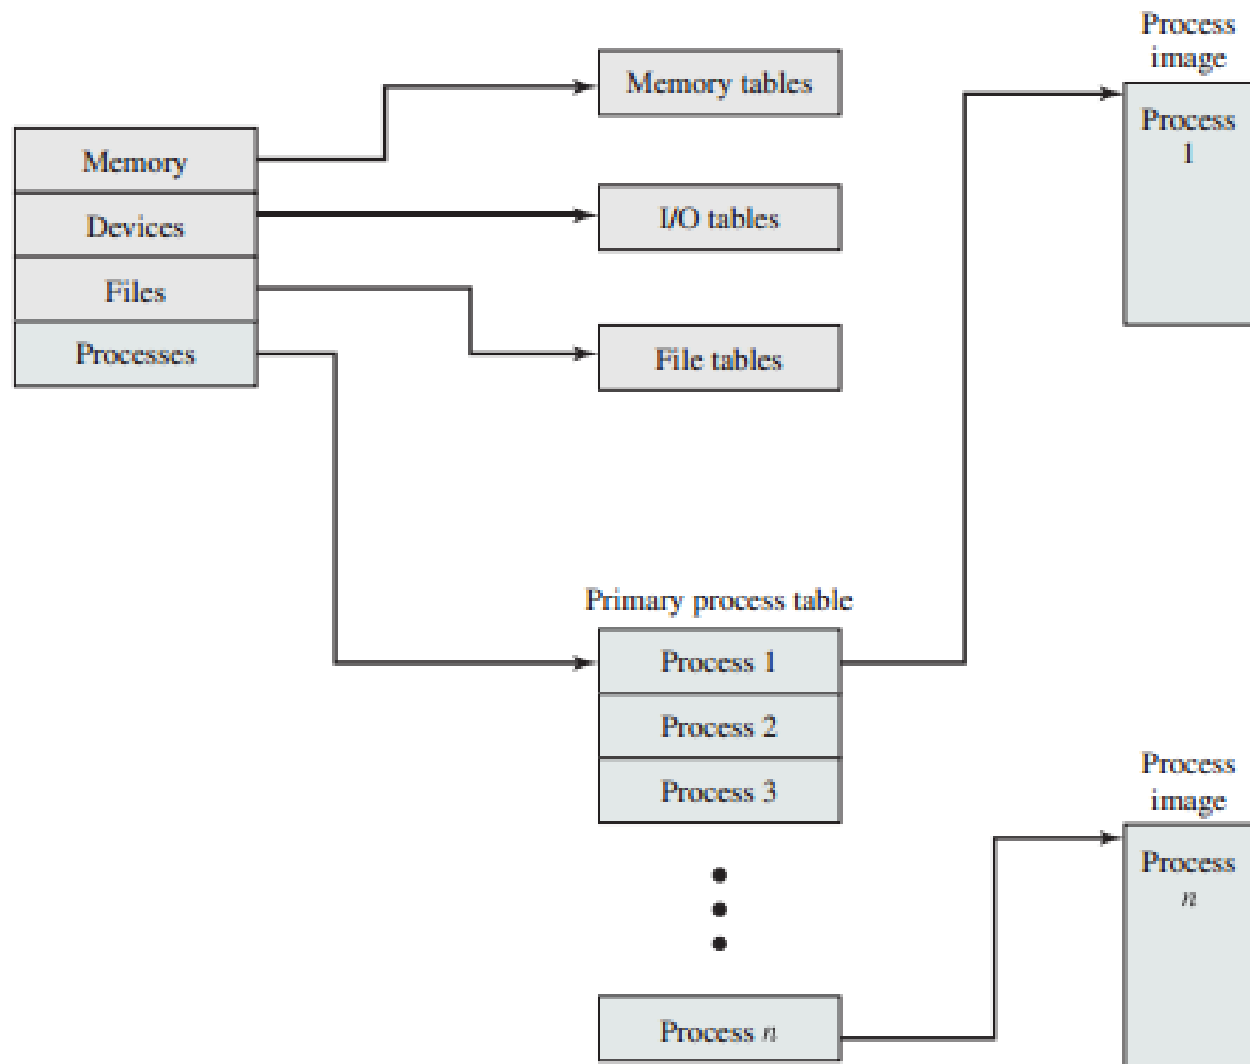 Process
image
Memory tables
Process
1
Memory
Devices
I/O tables
Files
Processes
File tables
Primary process table
Process 1
Process 2
Process 3
Process
image
Process
n
Process n